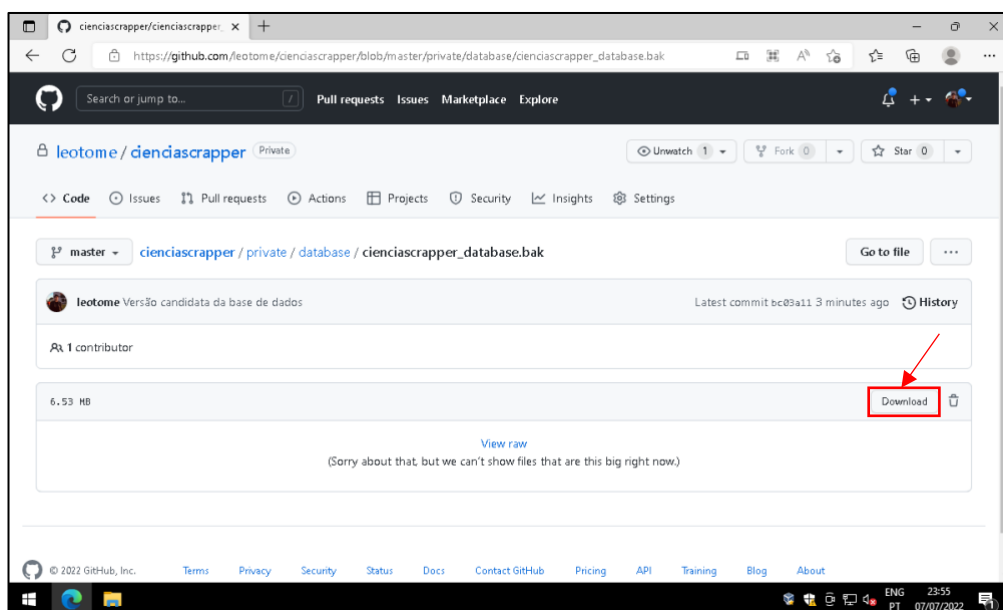 cienciascrapper/cienciascrapper_
https://github.com/leotome/cienciascrapper/blob/master/private/database/cienciascrapper_database.bak
Search or jump to... / Pull requests Issues Marketplace Explore
leotome / cienciascrapper Private Unwatch 1 Fork 0 Star 0
<> Code Issues Pull requests Actions Projects Security Insights Settings
master cienciascrapper / private / database / cienciascrapper_database.bak Go to file ...
leotome Versão candidata da base de dados Latest commit bc03a11 3 minutes ago History
1 contributor
6.53 MB Download
View raw
(Sorry about that, but we can't show files that are this big right now.)
© 2022 GitHub, Inc. Terms Privacy Security Status Docs Contact GitHub Pricing API Training Blog About
ENG 23:55
PT 07/07/2022